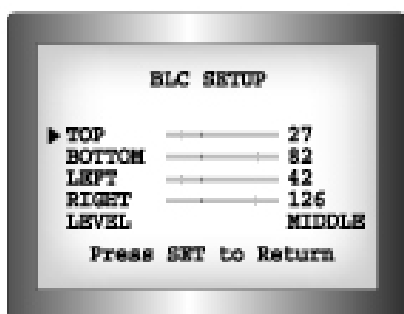 BLC SETUP
TOP 27
BOTTOM 82
LEFT 42
RIGHT 126
LEVEL MIDDLE
Press SET to Return